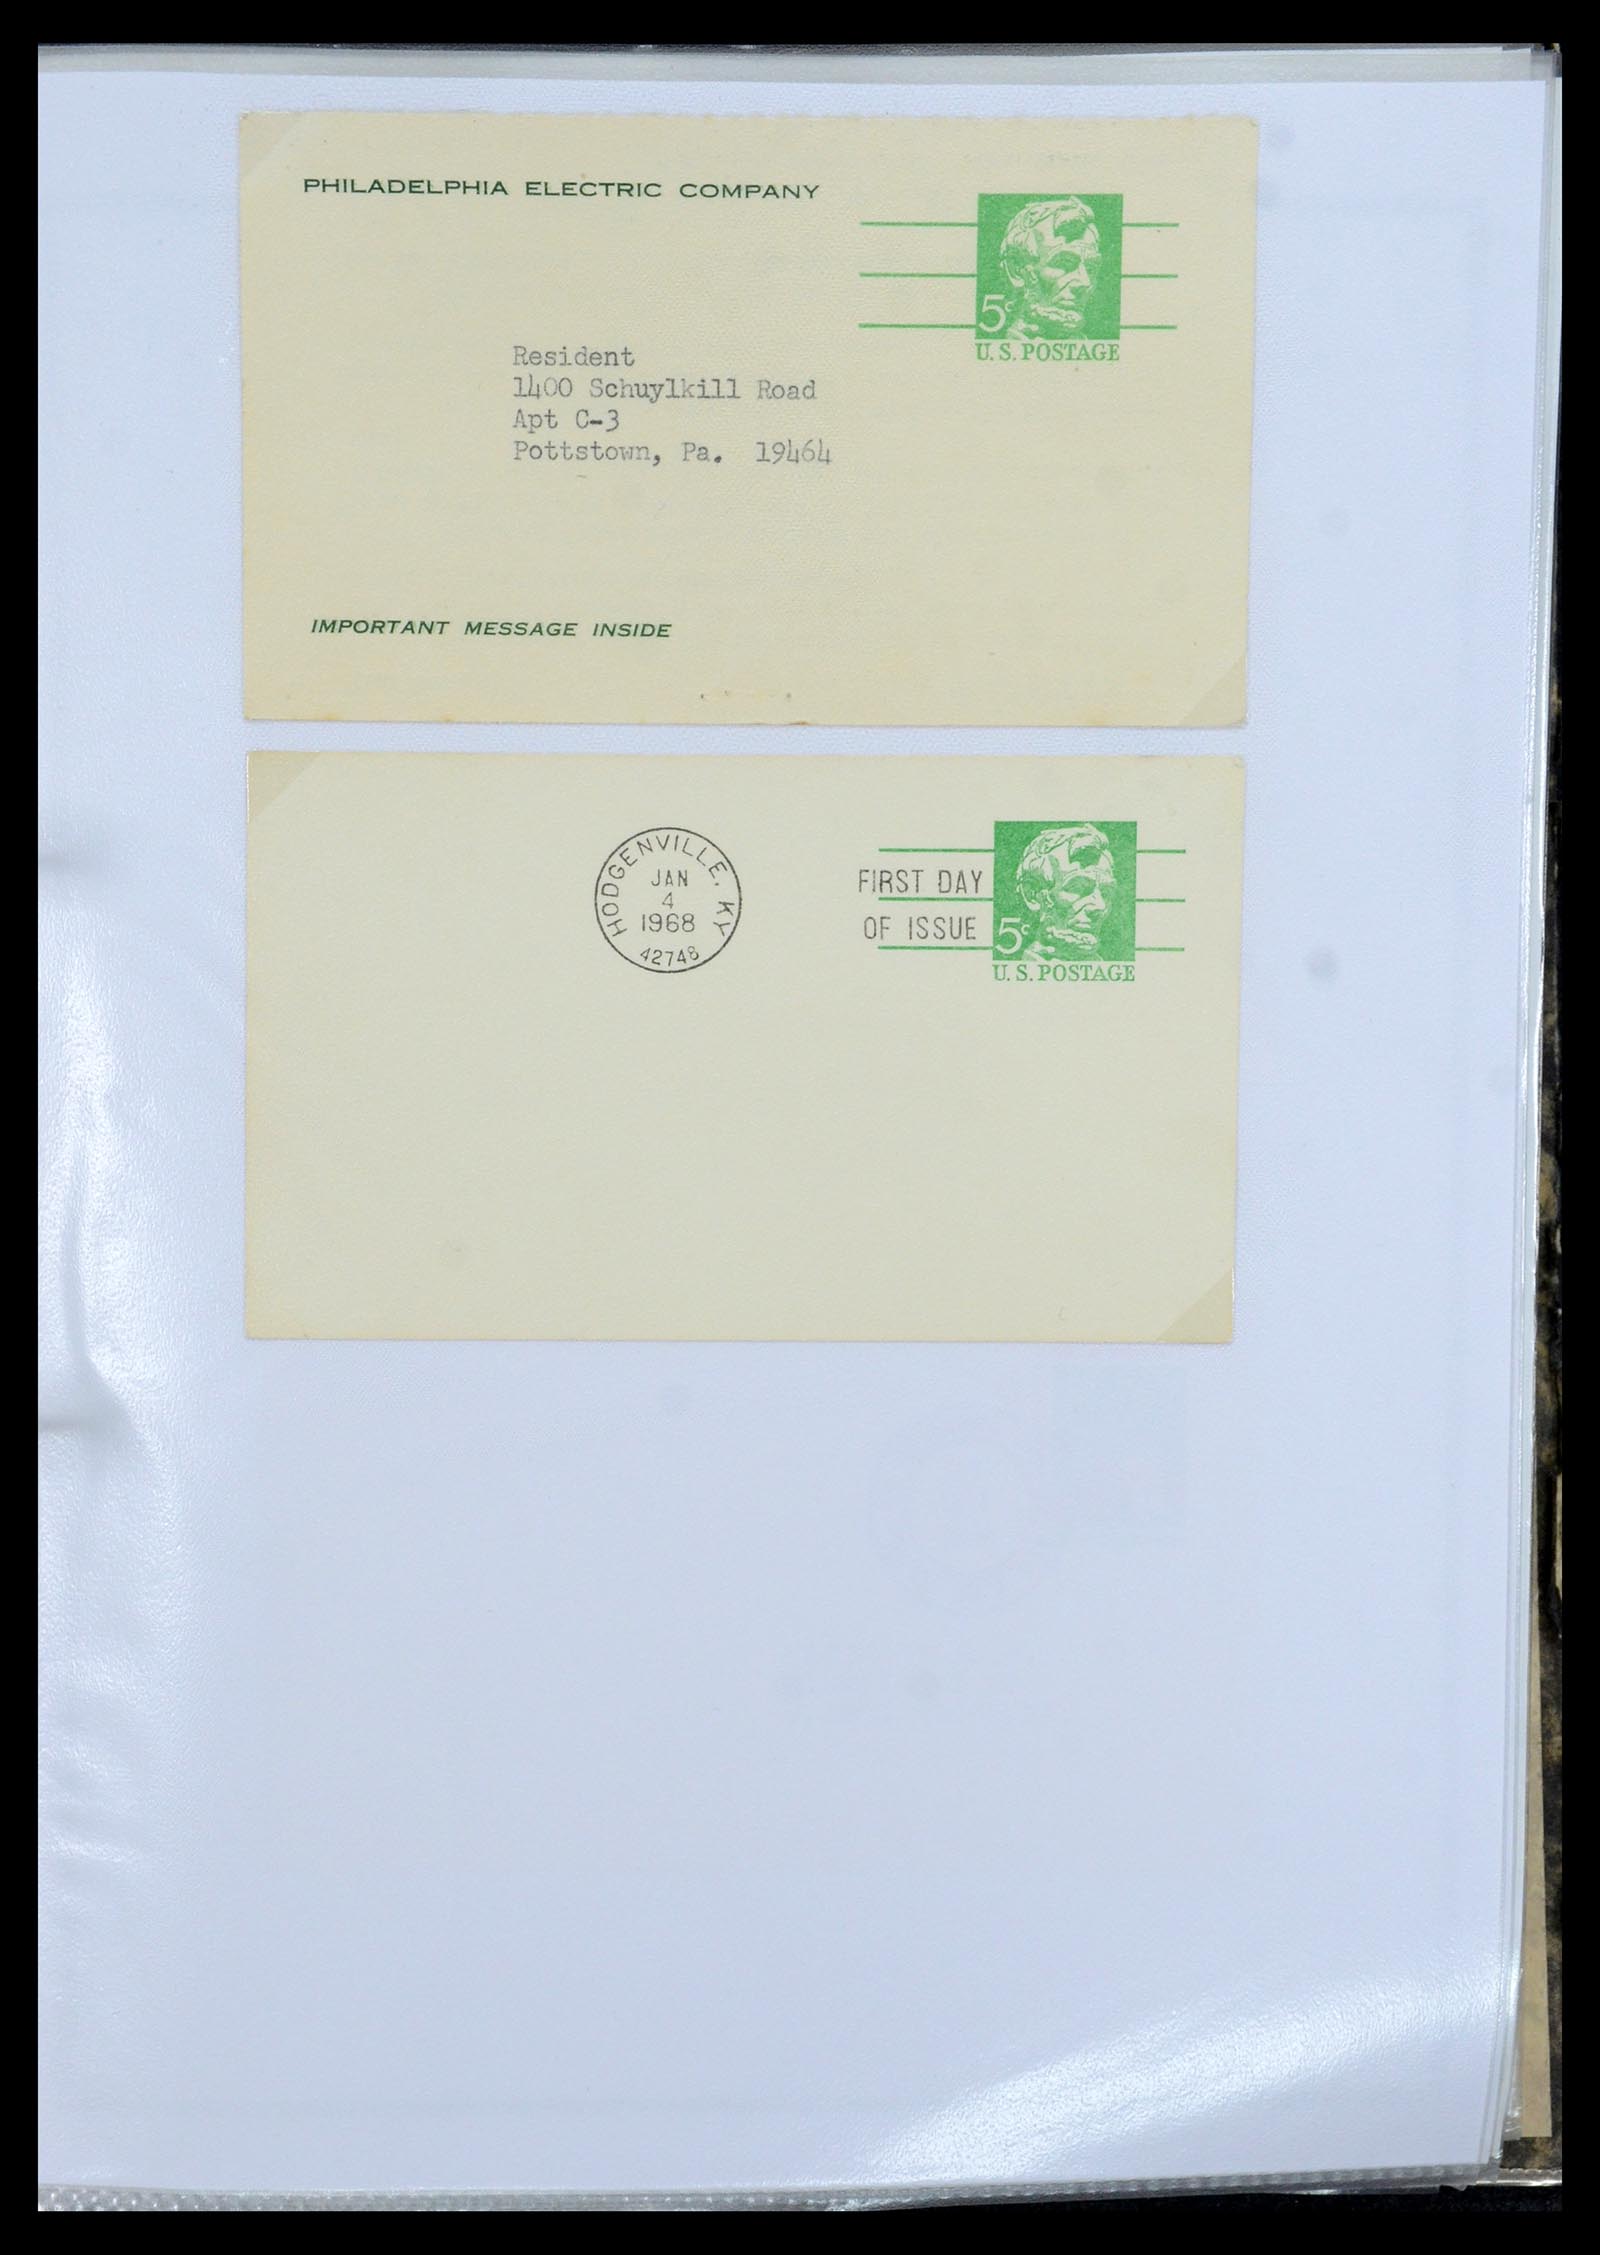 PHILADELPHIA ELECTRIC COMPANY
5c
U.S. POSTAGE
Resident
1400 Schuylkill Road
Apt C-3
Pottstown, Pa. 19464
IMPORTANT MESSAGE INSIDE
HODGENVILLE, KY
JAN
4
1968
42748
FIRST DAY
OF ISSUE
5c
U.S. POSTAGE